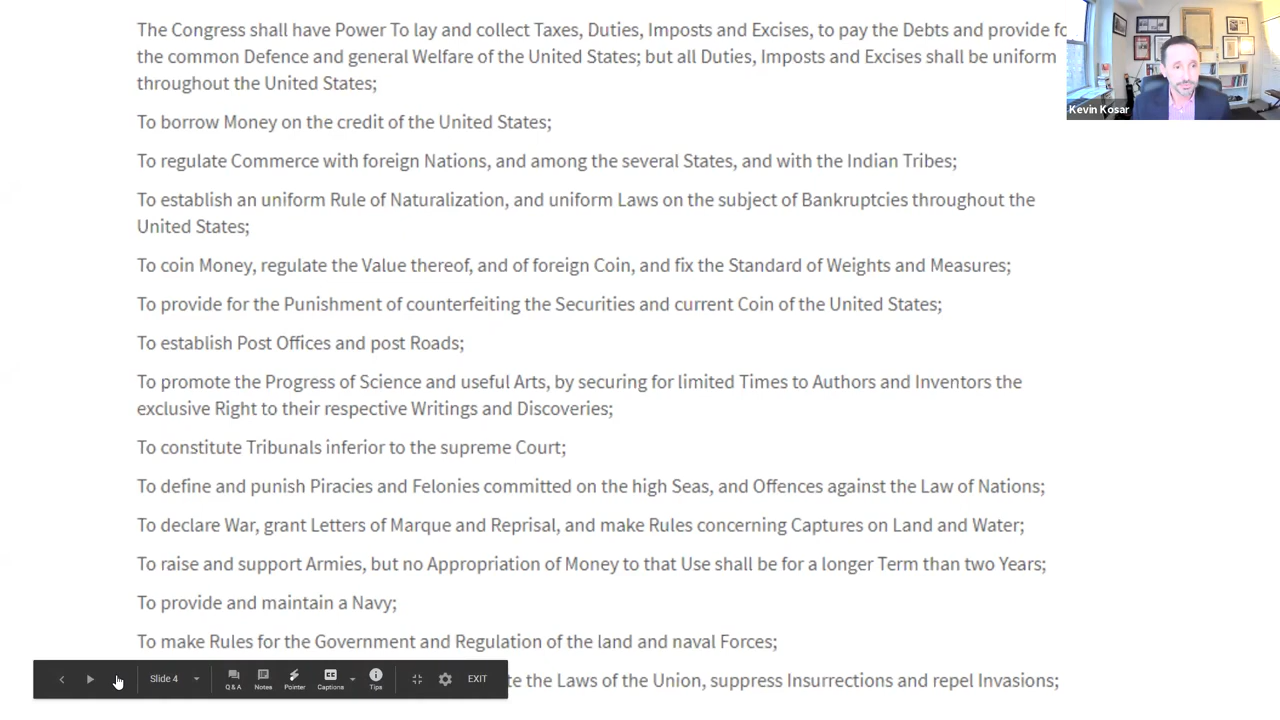 The Congress shall have Power To lay and collect Taxes, Duties, Imposts and Excises, to pay the Debts and provide fo
the common Defence and general Welfare of the United States; but all Duties, Imposts and Excises shall be uniform
throughout the United States;
To borrow Money on the credit of the United States;
To regulate Commerce with foreign Nations, and among the several States, and with the Indian Tribes;
To establish an uniform Rule of Naturalization, and uniform Laws on the subject of Bankruptcies throughout the
United States;
To coin Money, regulate the Value thereof, and of foreign Coin, and fix the Standard of Weights and Measures;
To provide for the Punishment of counterfeiting the Securities and current Coin of the United States;
To establish Post Offices and post Roads;
To promote the Progress of Science and useful Arts, by securing for limited Times to Authors and Inventors the
exclusive Right to their respective Writings and Discoveries;
To constitute Tribunals inferior to the supreme Court;
To define and punish Piracies and Felonies committed on the high Seas, and Offences against the Law of Nations;
To declare War, grant Letters of Marque and Reprisal, and make Rules concerning Captures on Land and Water;
To raise and support Armies, but no Appropriation of Money to that Use shall be for a longer Term than two Years;
To provide and maintain a Navy;
To make Rules for the Government and Regulation of the land and naval Forces;
te the Laws of the Union, suppress Insurrections and repel Invasions;
Kevin Kosar
Slide 4
Q & A
Notes
Pointer
CC
Captions
Tips
EXIT